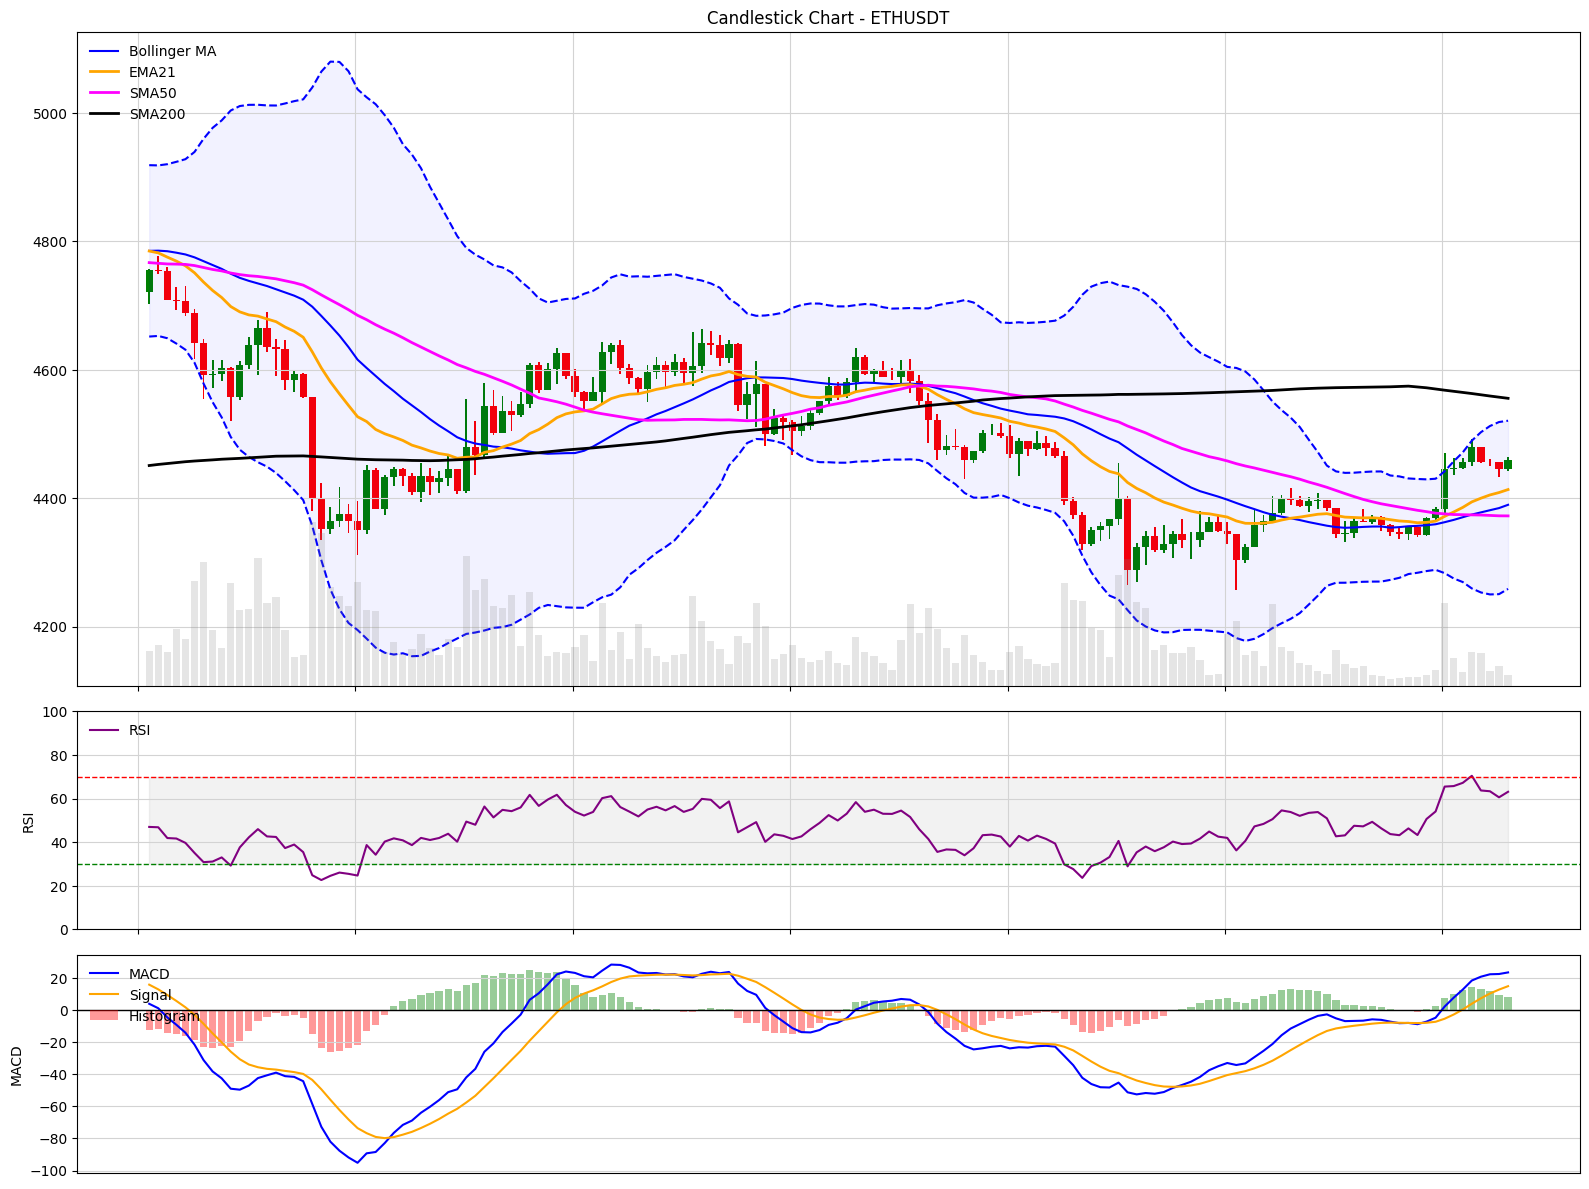 Candlestick Chart - ETHUSDT
Bollinger MA
EMA21
SMA50
SMA200
5000
4800
4600
4400
4200
100
80
60
40
20
0
RSI
RSI
20
0
−20
−40
−60
−80
−100
MACD
MACD
Signal
Histogram